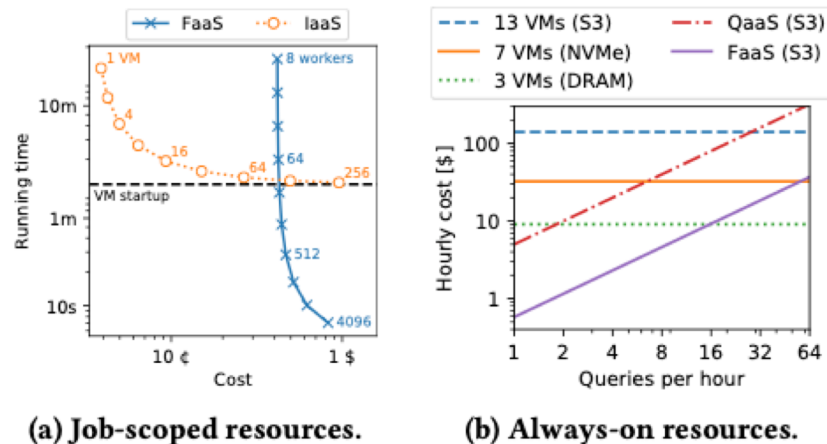 FaaS IaaS
1 VM
8 workers
10m
4
16
64
64
256
VM startup
1m
512
10s
4096
Running time
10 ¢ 1 $
Cost
(a) Job-scoped resources.
13 VMs (S3) QaaS (S3)
7 VMs (NVMe) FaaS (S3)
3 VMs (DRAM)
100
10
1
Hourly cost [$]
1 2 4 8 16 32 64
Queries per hour
(b) Always-on resources.